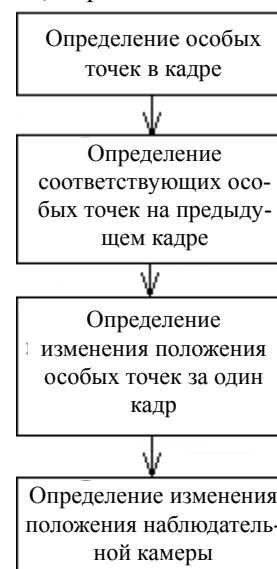 Определение особых
точек в кадре
Определение
соответствующих осо-
бых точек на предыду-
щем кадре
Определение
изменения положения
особых точек за один
кадр
Определение изменения
положения наблюдатель-
ной камеры